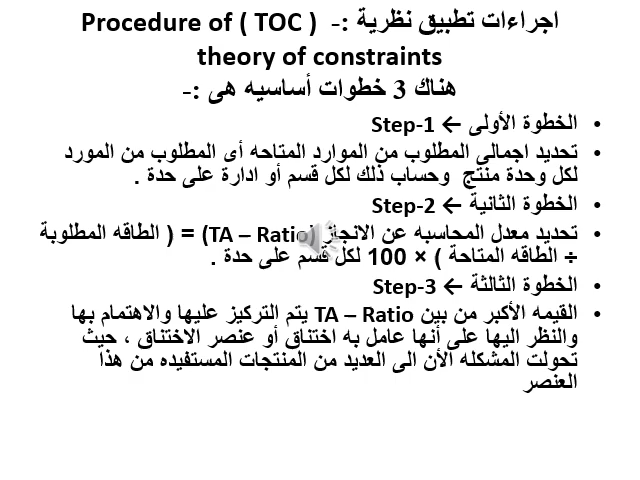 اجراءات تطبيق نظرية :- Procedure of ( TOC )
theory of constraints
هناك 3 خطوات أساسيه هى :-
• الخطوة الأولى ← Step-1
• تحديد اجمالى المطلوب من الموارد المتاحه أى المطلوب من المورد
لكل وحدة منتج وحساب ذلك لكل قسم أو ادارة على حدة .
• الخطوة الثانية ← Step-2
• تحديد معدل المحاسبه عن الانجاز (TA – Ratio) = ( الطاقه المطلوبة
÷ الطاقه المتاحة ) × 100 لكل قسم على حدة .
• الخطوة الثالثة ← Step-3
• القيمه الأكبر من بين TA – Ratio يتم التركيز عليها والاهتمام بها
والنظر اليها على أنها عامل به اختناق أو عنصر الاختناق ، حيث
تحولت المشكله الأن الى العديد من المنتجات المستفيده من هذا
العنصر